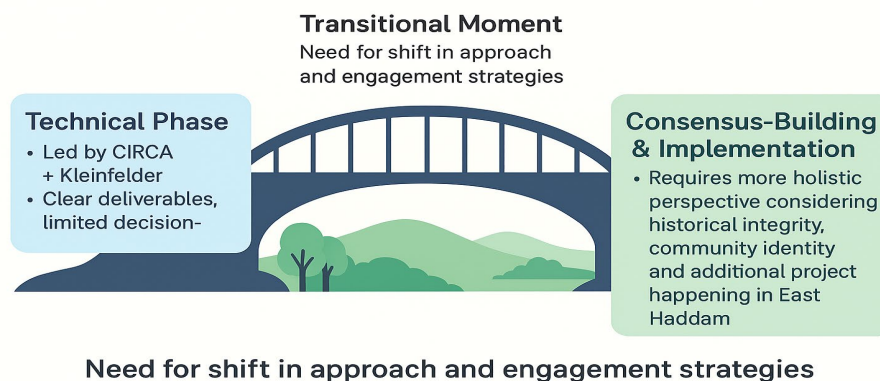 Transitional Moment
Need for shift in approach
and engagement strategies
Technical Phase
• Led by CIRCA
+ Kleinfelder
• Clear deliverables,
limited decision-
Consensus-Building
& Implementation
• Requires more holistic
perspective considering
historical integrity,
community identity
and additional project
happening in East
Haddam
Need for shift in approach and engagement strategies